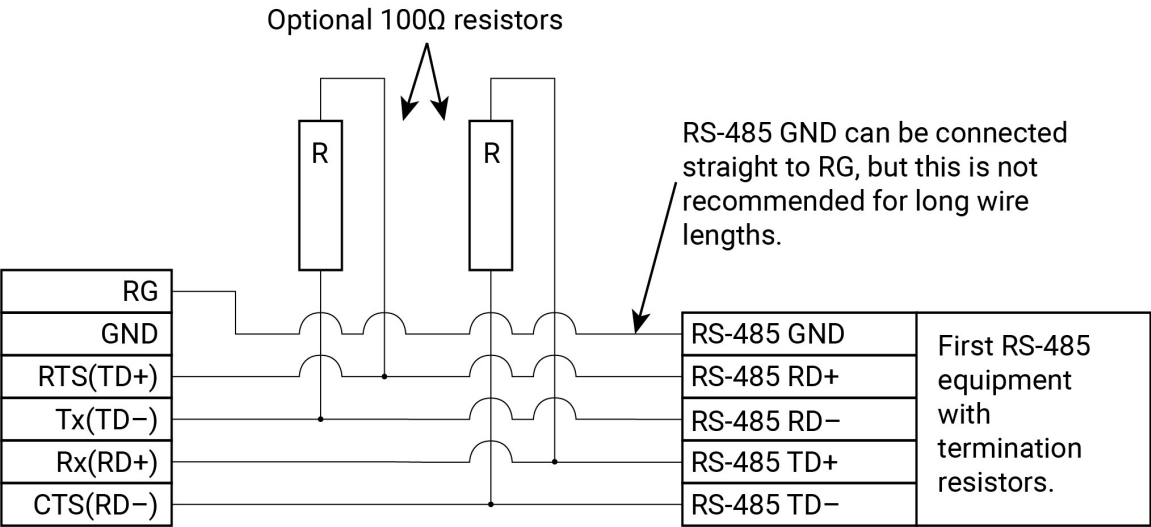 Optional 100Ω resistors
R
R
RS-485 GND can be connected
straight to RG, but this is not
recommended for long wire
lengths.
RG
GND
RTS(TD+)
Tx(TD−)
Rx(RD+)
CTS(RD−)
RS-485 GND
RS-485 RD+
RS-485 RD−
RS-485 TD+
RS-485 TD−
First RS-485
equipment
with
termination
resistors.